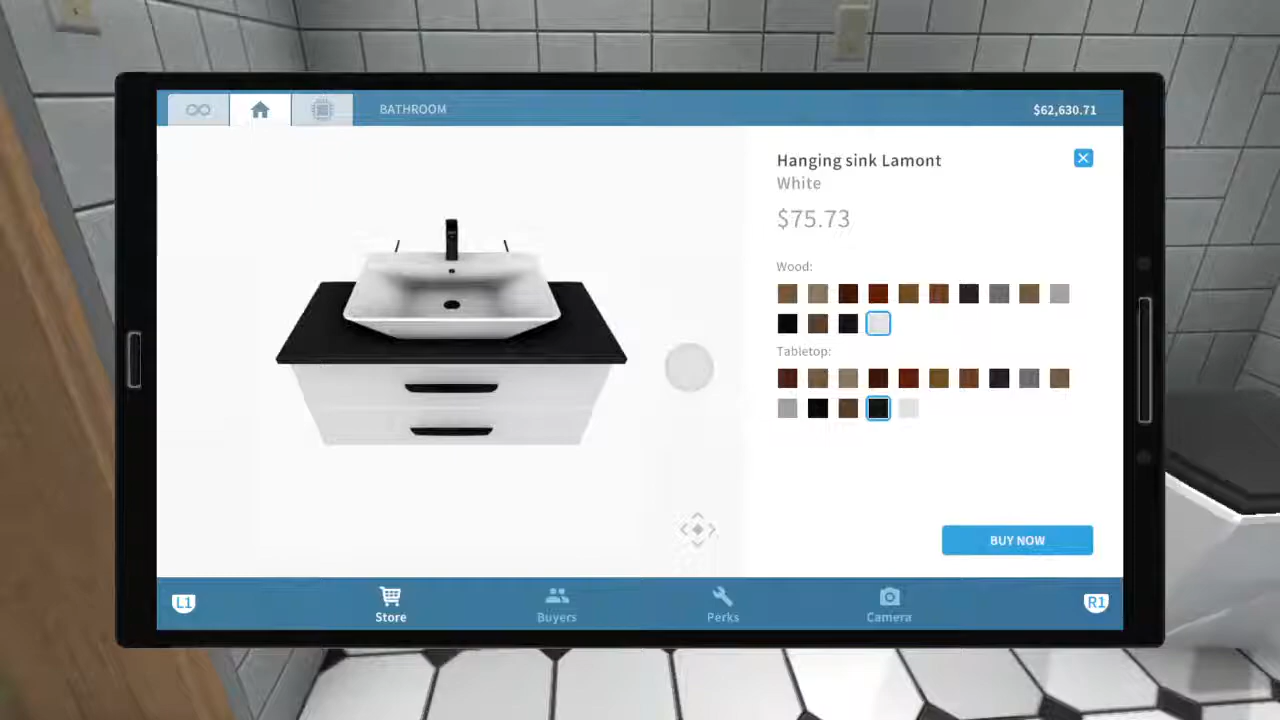 BATHROOM
$62,630.71
Hanging sink Lamont
White
$75.73
Wood:
Tabletop:
BUY NOW
L1
Store
Buyers
Perks
Camera
R1